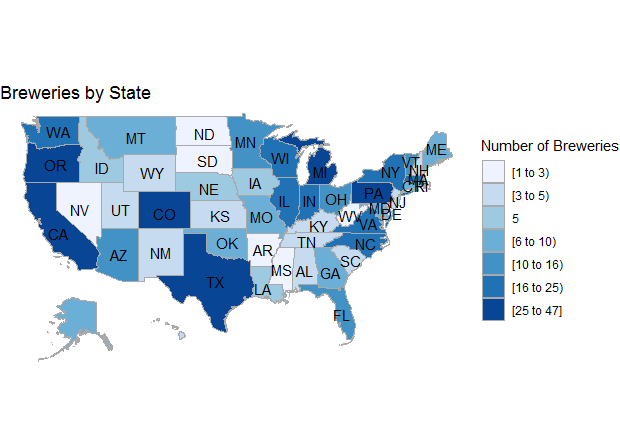 Breweries by State
WA
MT
ND
MN
ME
VT
NH
OR
ID
SD
WI
MI
NY
MA
WY
CT
RI
IA
NE
PA
NJ
NV
UT
CO
KS
MO
IL
IN
OH
WV
MD
DE
CA
KY
VA
AZ
NM
OK
AR
TN
NC
SC
TX
LA
MS
AL
GA
FL
Number of Breweries
[1 to 3)
[3 to 5)
5
[6 to 10)
[10 to 16)
[16 to 25)
[25 to 47]